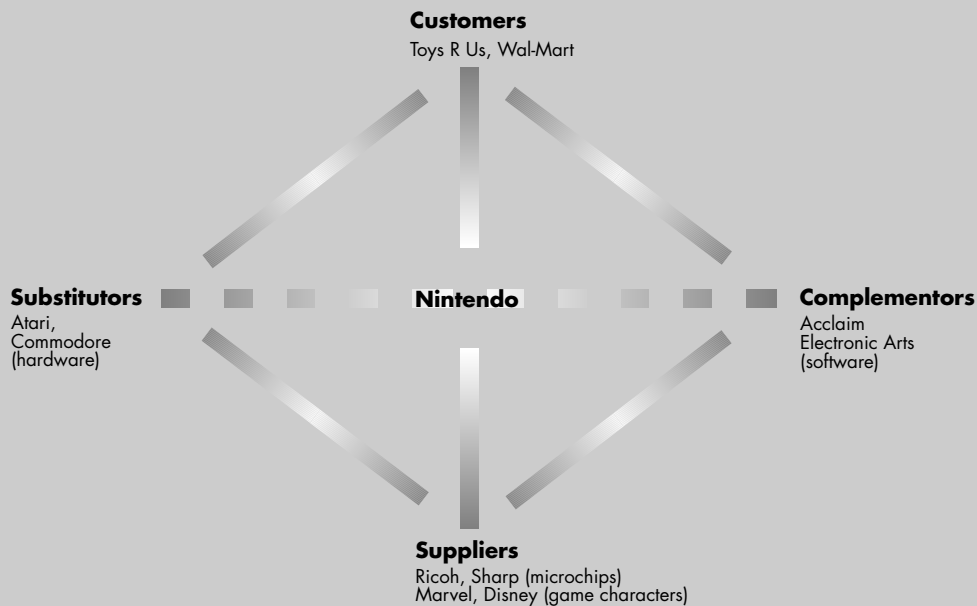 Customers
Toys R Us, Wal-Mart
Substitutors
Atari,
Commodore
(hardware)
Nintendo
Complementors
Acclaim
Electronic Arts
(software)
Suppliers
Ricoh, Sharp (microchips)
Marvel, Disney (game characters)